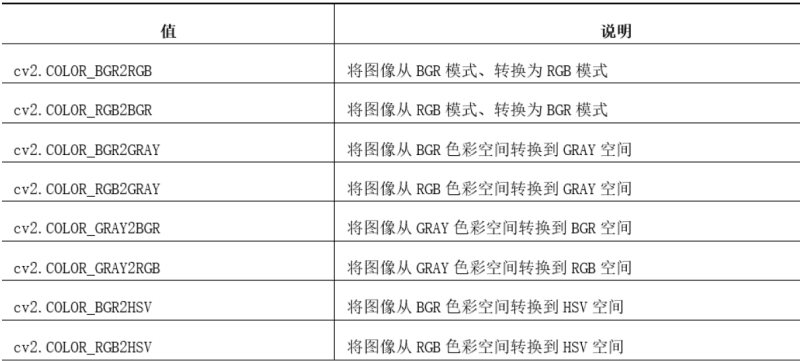 值 说明
cv2.COLOR_BGR2RGB 将图像从 BGR 模式、转换为 RGB 模式
cv2.COLOR_RGB2BGR 将图像从 RGB 模式、转换为 BGR 模式
cv2.COLOR_BGR2GRAY 将图像从 BGR 色彩空间转换到 GRAY 空间
cv2.COLOR_RGB2GRAY 将图像从 RGB 色彩空间转换到 GRAY 空间
cv2.COLOR_GRAY2BGR 将图像从 GRAY 色彩空间转换到 BGR 空间
cv2.COLOR_GRAY2RGB 将图像从 GRAY 色彩空间转换到 RGB 空间
cv2.COLOR_BGR2HSV 将图像从 BGR 色彩空间转换到 HSV 空间
cv2.COLOR_RGB2HSV 将图像从 RGB 色彩空间转换到 HSV 空间